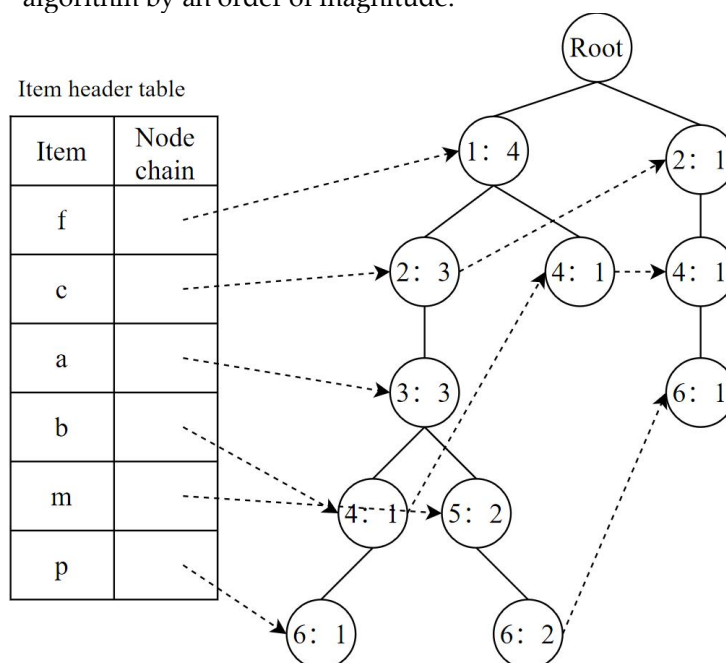 algorithm by an order of magnitude.
Root
Item header table
Item
Node
chain
f
c
a
b
m
p
1: 4
2: 1
2: 3
4: 1
4: 1
3: 3
6: 1
4: 1
5: 2
6: 1
6: 2